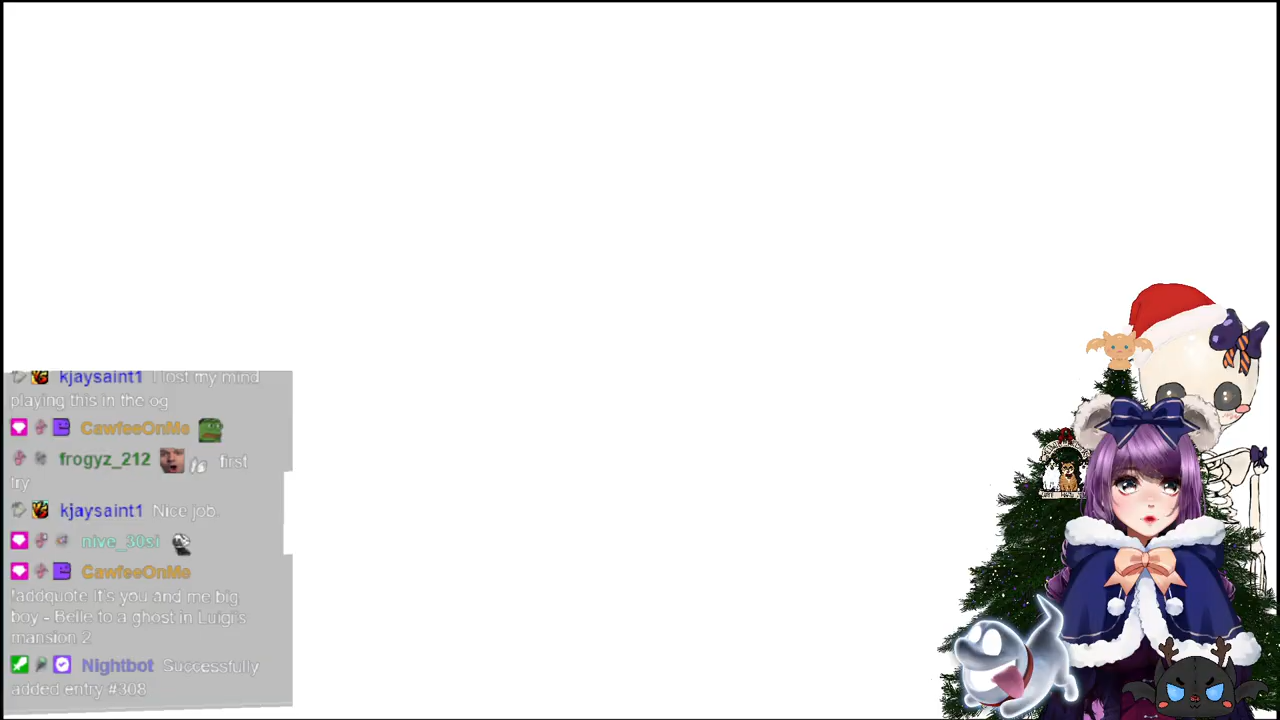 kjaysaint1 I lost my mind
playing this in the og
CawfeeOnMe
frogyz_212 first
try
kjaysaint1 Nice job.
nive_30si
CawfeeOnMe
!addquote It's you and me big
boy - Belle to a ghost in Luigi's
mansion 2
Nightbot Successfully
added entry #308